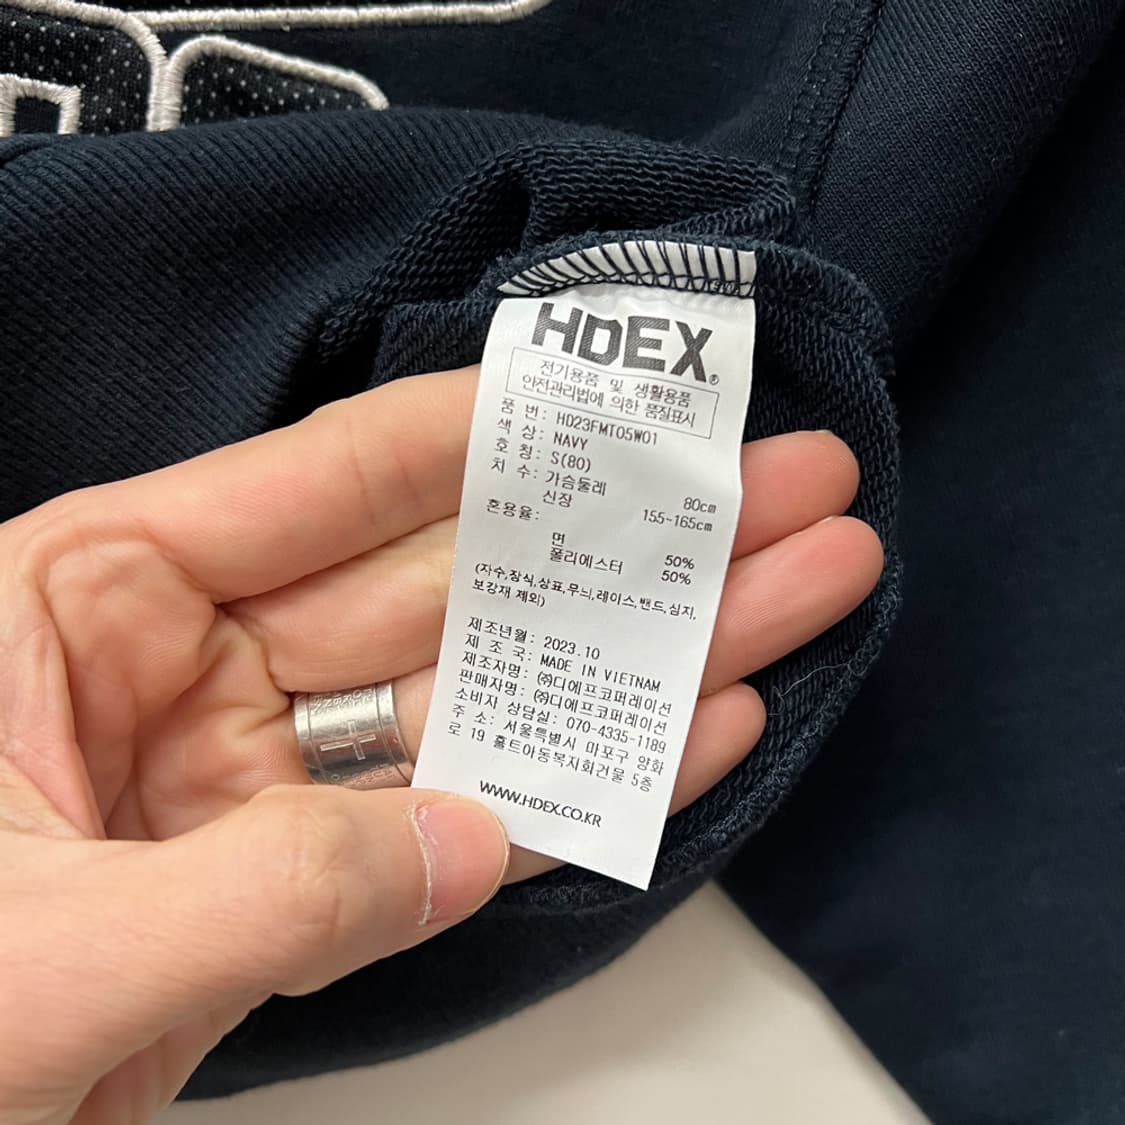 HDEX®
전기용품 및 생활용품
안전관리법에 의한 품질표시
품 번: HD23FMT05W01
색 상: NAVY
호 칭: S(80)
치 수: 가슴둘레 80cm
신장 155~165cm
혼용율:
면 50%
폴리에스터 50%
(자수,장식,상표,무늬,레이스,밴드,심지,
보강재 제외)
제조년월: 2023.10
제 조 국: MADE IN VIETNAM
제조자명: ㈜디에프코퍼레이션
판매자명: ㈜디에프코퍼레이션
소비자 상담실: 070-4335-1189
주 소: 서울특별시 마포구 양화
로 19 홀트아동복지회건물 5층
WWW.HDEX.CO.KR